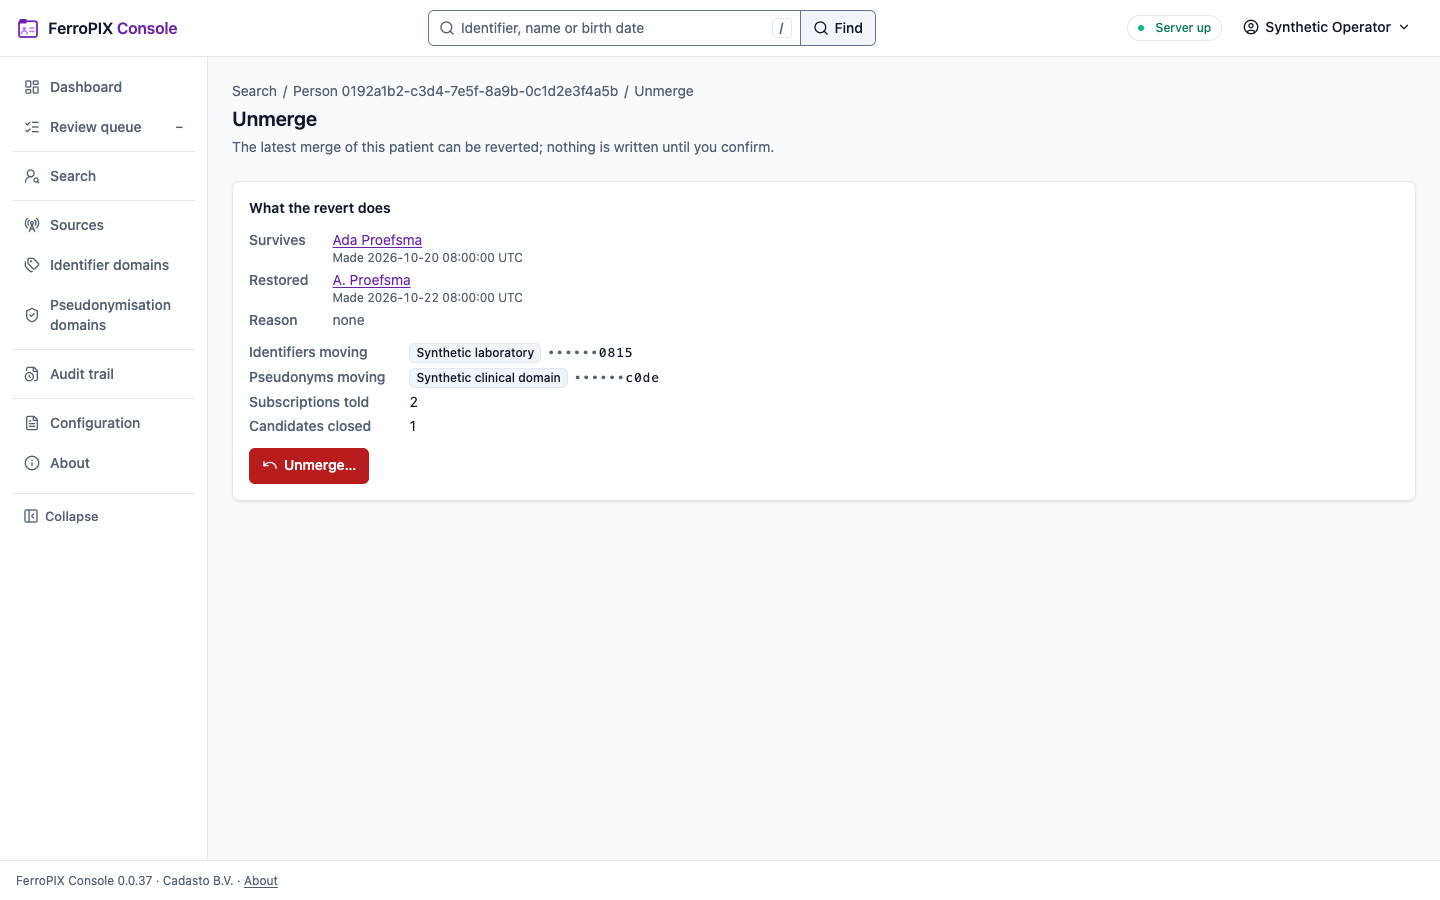 FerroPIX Console
Identifier, name or birth date
/
Find
Server up
Synthetic Operator
Dashboard
Review queue –
Search
Sources
Identifier domains
Pseudonymisation
domains
Audit trail
Configuration
About
Collapse
Search / Person 0192a1b2-c3d4-7e5f-8a9b-0c1d2e3f4a5b / Unmerge
Unmerge
The latest merge of this patient can be reverted; nothing is written until you confirm.
What the revert does
Survives Ada Proefsma
Made 2026-10-20 08:00:00 UTC
Restored A. Proefsma
Made 2026-10-22 08:00:00 UTC
Reason none
Identifiers moving Synthetic laboratory ••••••0815
Pseudonyms moving Synthetic clinical domain ••••••c0de
Subscriptions told 2
Candidates closed 1
Unmerge...
FerroPIX Console 0.0.37 · Cadasto B.V. · About